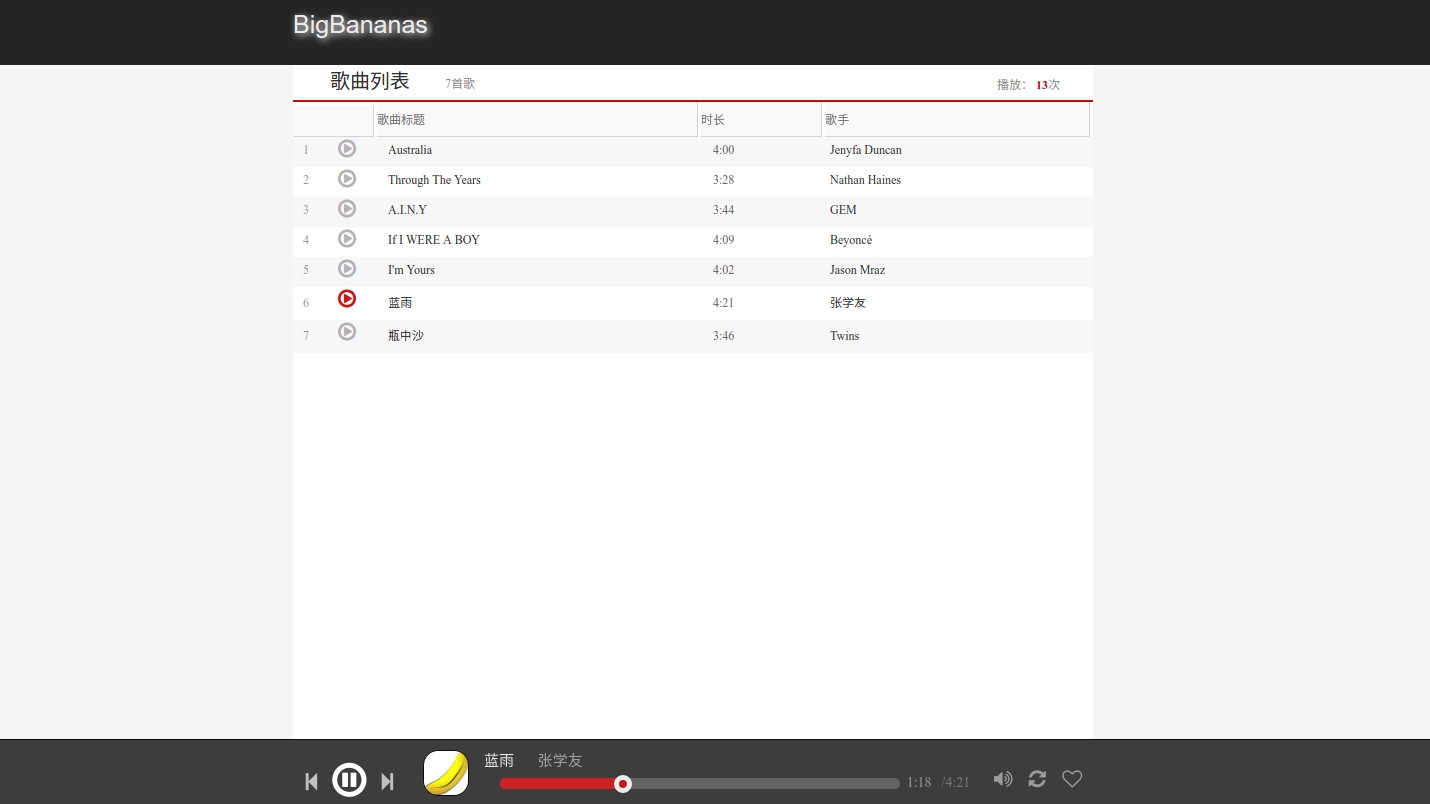 BigBananas
歌曲列表 7首歌 播放： 13次
歌曲标题 时长 歌手
1 Australia 4:00 Jenyfa Duncan
2 Through The Years 3:28 Nathan Haines
3 A.I.N.Y 3:44 GEM
4 If I WERE A BOY 4:09 Beyoncé
5 I'm Yours 4:02 Jason Mraz
6 蓝雨 4:21 张学友
7 瓶中沙 3:46 Twins
蓝雨 张学友
1:18 /4:21